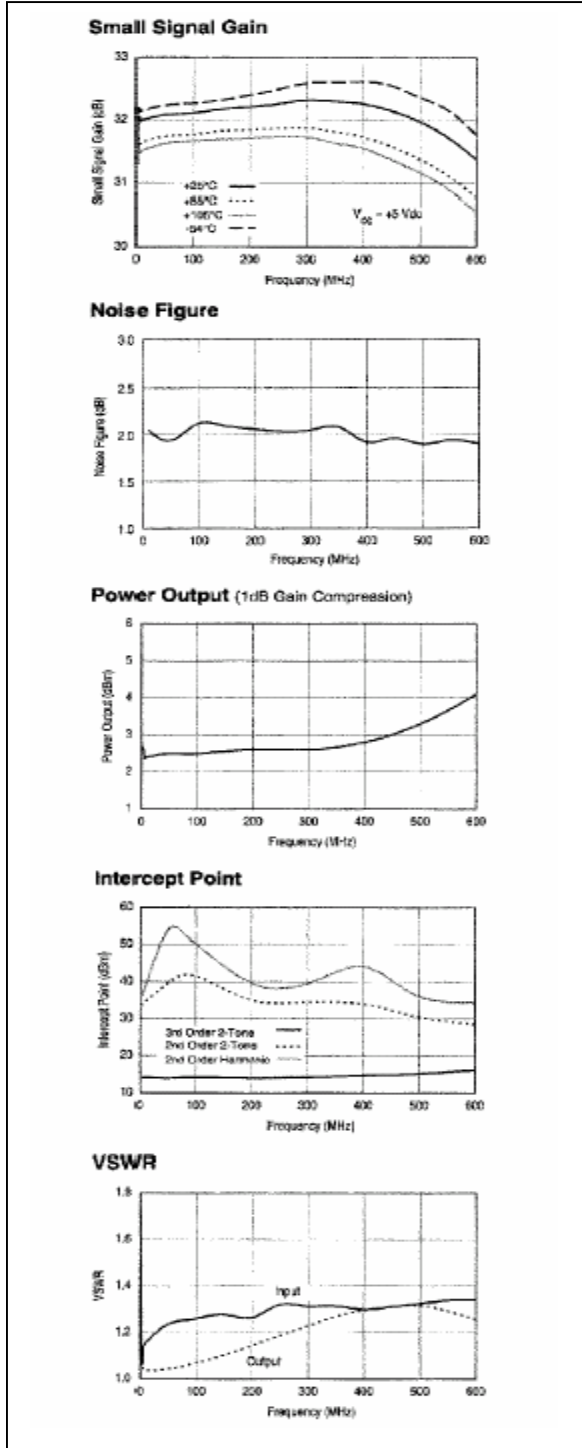 Small Signal Gain
33
32
31
30
Small Signal Gain (dB)
+25°C
+85°C
+105°C
-54°C
V_DC = +5 Vdc
0 100 200 300 400 500 600
Frequency (MHz)
Noise Figure
3.0
2.5
2.0
1.5
1.0
Noise Figure (dB)
0 100 200 300 400 500 600
Frequency (MHz)
Power Output (1dB Gain Compression)
6
5
4
3
2
1
Power Output (dBm)
0 100 200 300 400 500 600
Frequency (MHz)
Intercept Point
60
50
40
30
20
10
Intercept Point (dBm)
3rd Order 2-Tone
2nd Order 2-Tone
2nd Order Harmonic
0 100 200 300 400 500 600
Frequency (MHz)
VSWR
1.8
1.6
1.4
1.2
1.0
VSWR
Input
Output
0 100 200 300 400 500 600
Frequency (MHz)